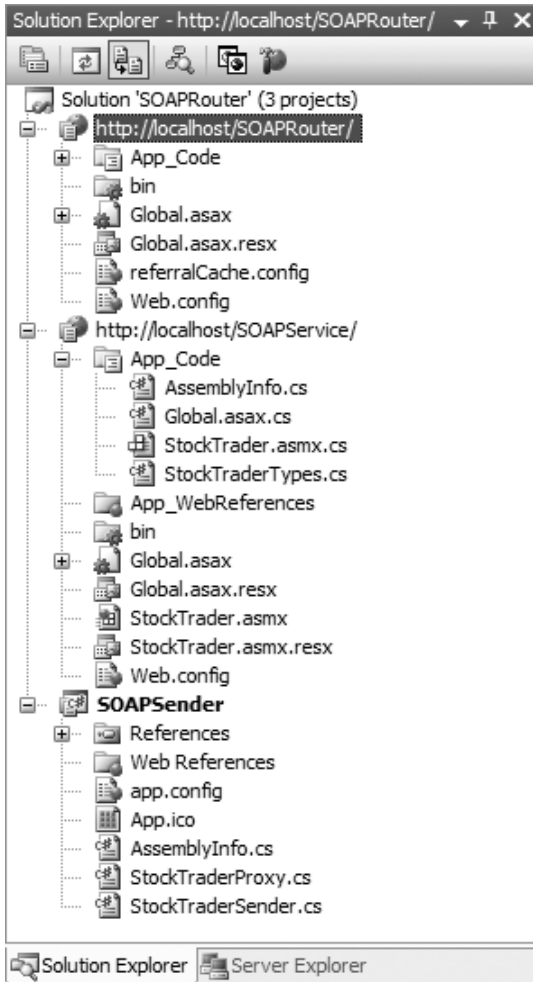 Solution Explorer - http://localhost/SOAPRouter/
Solution 'SOAPRouter' (3 projects)
http://localhost/SOAPRouter/
App_Code
bin
Global.asax
Global.asax.resx
referralCache.config
Web.config
http://localhost/SOAPService/
App_Code
AssemblyInfo.cs
Global.asax.cs
StockTrader.asmx.cs
StockTraderTypes.cs
App_WebReferences
bin
Global.asax
Global.asax.resx
StockTrader.asmx
StockTrader.asmx.resx
Web.config
SOAPSender
References
Web References
app.config
App.ico
AssemblyInfo.cs
StockTraderProxy.cs
StockTraderSender.cs
Solution Explorer Server Explorer